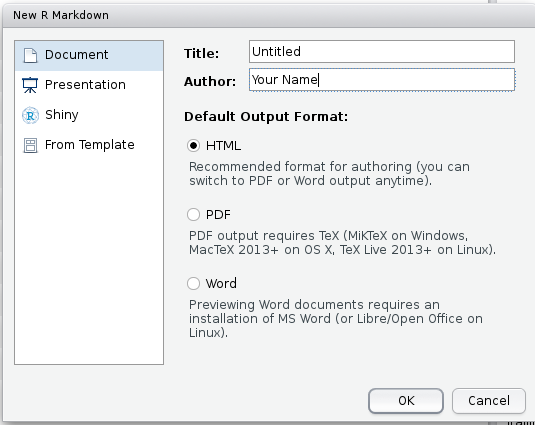 New R Markdown
Document
Presentation
Shiny
From Template
Title: Untitled
Author: Your Name
Default Output Format:
HTML
Recommended format for authoring (you can
switch to PDF or Word output anytime).
PDF
PDF output requires TeX (MiKTeX on Windows,
MacTeX 2013+ on OS X, TeX Live 2013+ on Linux).
Word
Previewing Word documents requires an
installation of MS Word (or Libre/Open Office on
Linux).
OK Cancel